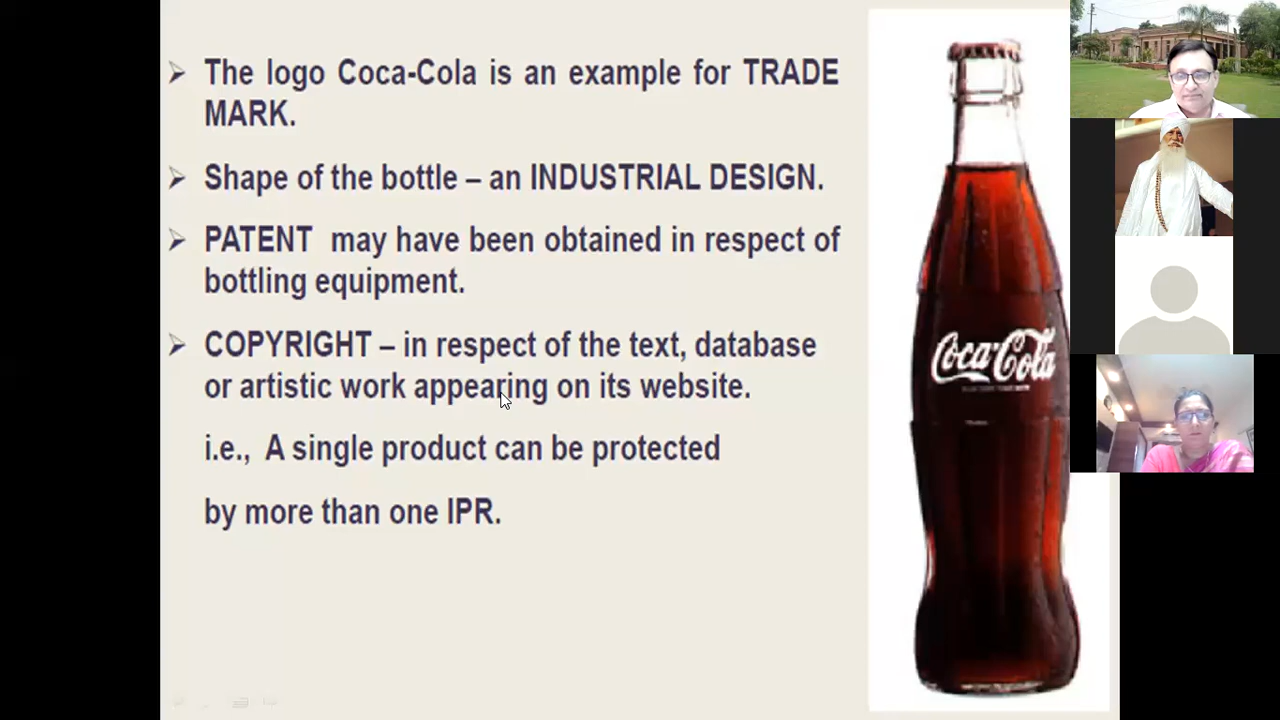 The logo Coca-Cola is an example for TRADE
MARK.
Shape of the bottle – an INDUSTRIAL DESIGN.
PATENT may have been obtained in respect of
bottling equipment.
COPYRIGHT – in respect of the text, database
or artistic work appearing on its website.
i.e., A single product can be protected
by more than one IPR.
Coca-Cola